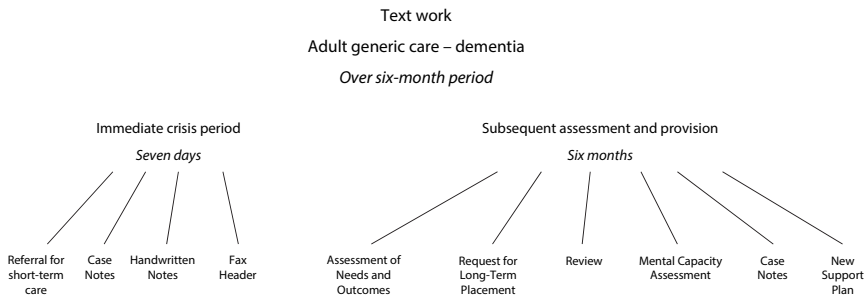 Text work
Adult generic care – dementia
Over six-month period
Immediate crisis period
Seven days
Subsequent assessment and provision
Six months
Referral for
short-term
care
Case
Notes
Handwritten
Notes
Fax
Header
Assessment of
Needs and
Outcomes
Request for
Long-Term
Placement
Review
Mental Capacity
Assessment
Case
Notes
New
Support
Plan